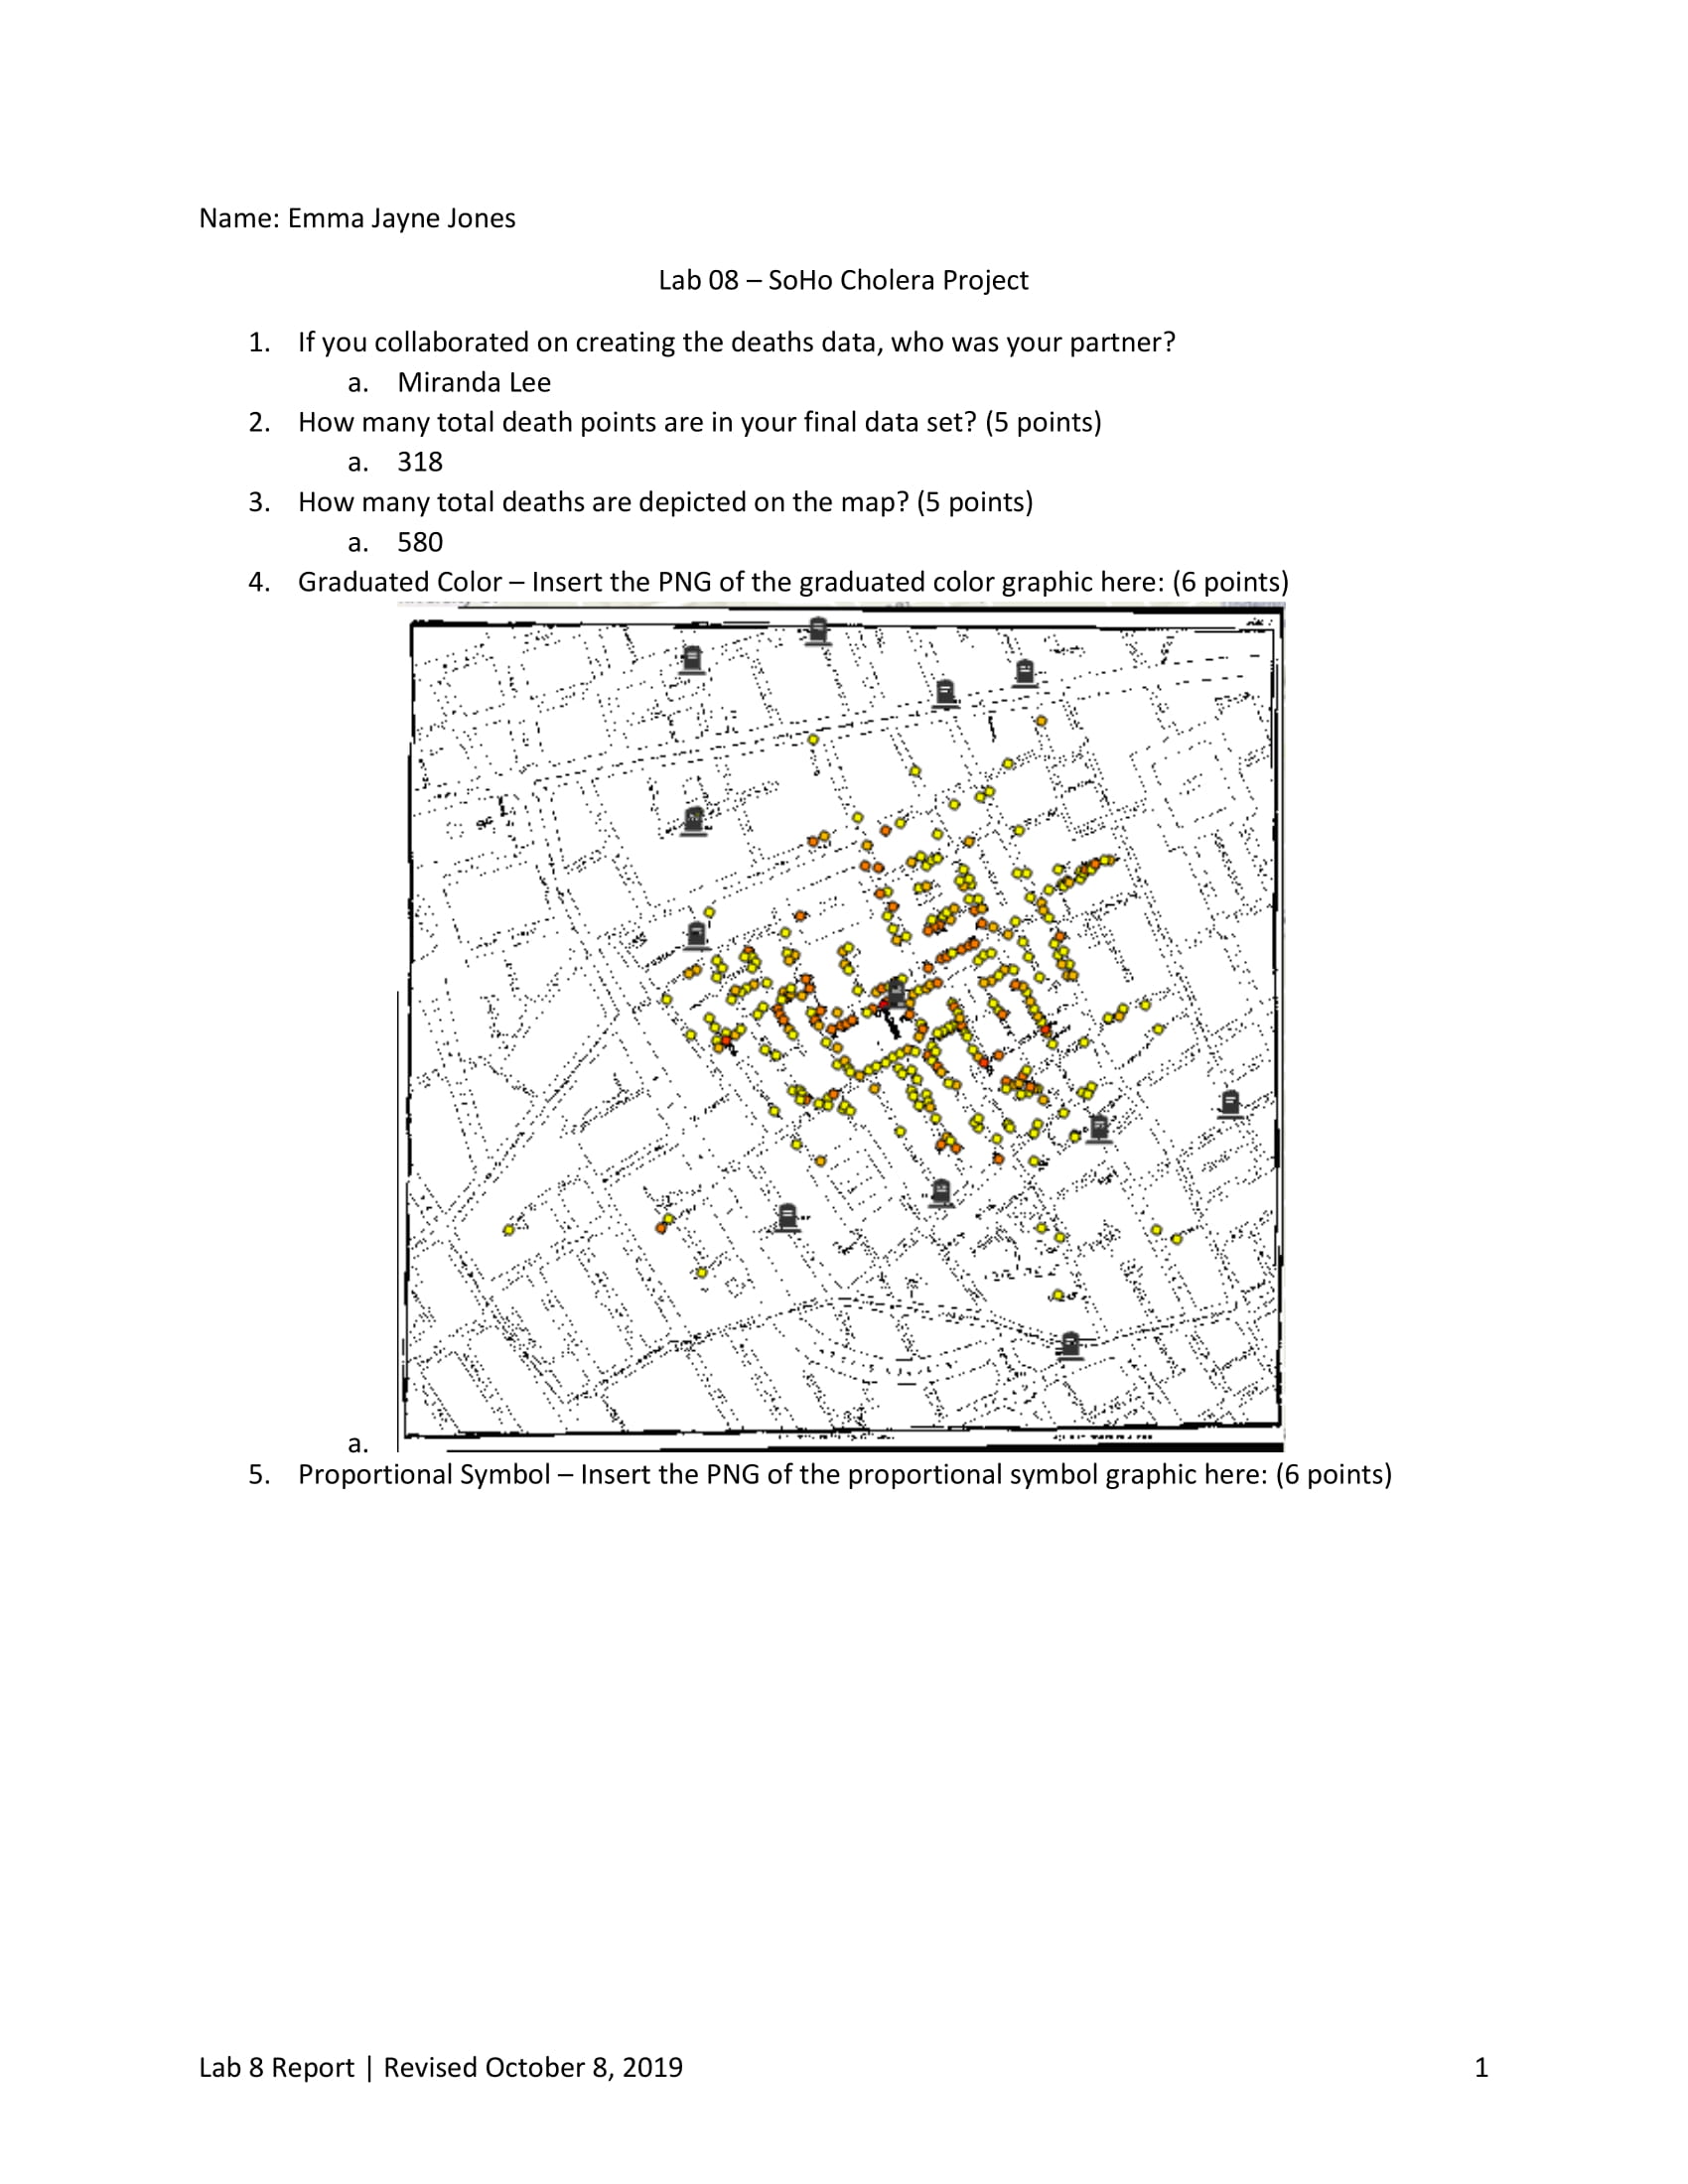 Name: Emma Jayne Jones
Lab 08 – SoHo Cholera Project
1. If you collaborated on creating the deaths data, who was your partner?
a. Miranda Lee
2. How many total death points are in your final data set? (5 points)
a. 318
3. How many total deaths are depicted on the map? (5 points)
a. 580
4. Graduated Color – Insert the PNG of the graduated color graphic here: (6 points)
a.
5. Proportional Symbol – Insert the PNG of the proportional symbol graphic here: (6 points)
Lab 8 Report | Revised October 8, 2019 1